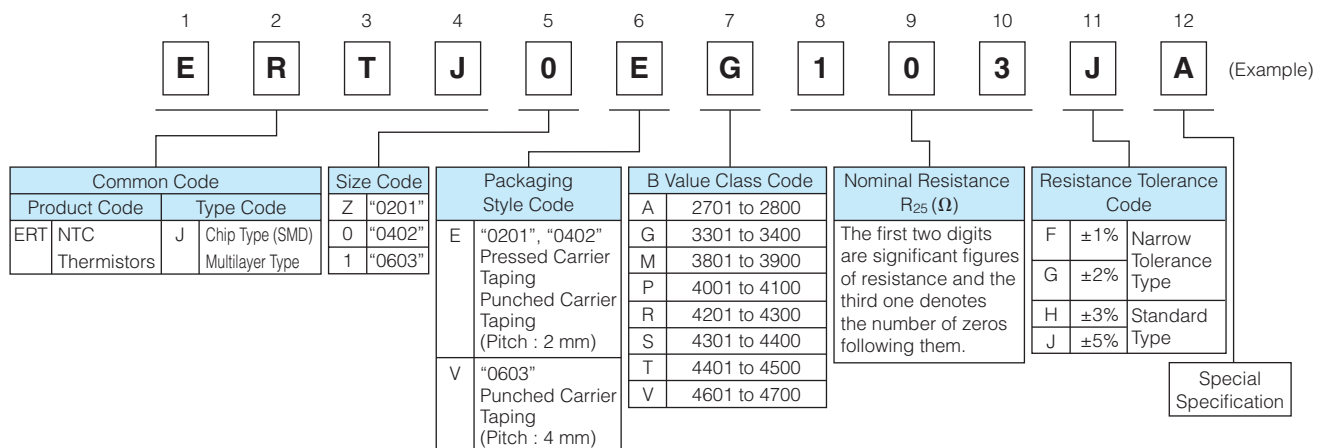 1 2 3 4 5 6 7 8 9 10 11 12
E R T J 0 E G 1 0 3 J A (Example)
Common Code
Product Code Type Code
ERT NTC Thermistors
J Chip Type (SMD)
Multilayer Type
Size Code
Z "0201"
0 "0402"
1 "0603"
Packaging
Style Code
E "0201", "0402"
Pressed Carrier
Taping
Punched Carrier
Taping
(Pitch : 2 mm)
V "0603"
Punched Carrier
Taping
(Pitch : 4 mm)
B Value Class Code
A 2701 to 2800
G 3301 to 3400
M 3801 to 3900
P 4001 to 4100
R 4201 to 4300
S 4301 to 4400
T 4401 to 4500
V 4601 to 4700
Nominal Resistance
R25 (Ω)
The first two digits
are significant figures
of resistance and the
third one denotes
the number of zeros
following them.
Resistance Tolerance
Code
F ±1%
G ±2%
Narrow
Tolerance
Type
H ±3%
J ±5%
Standard
Type
Special
Specification